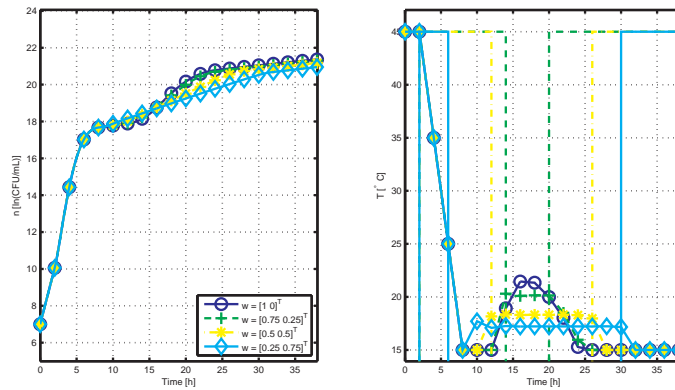 24
22
20
18
16
14
12
10
8
6
n [ln(CFU/mL)]
0 5 10 15 20 25 30 35
Time [h]
w = [1 0]^T
w = [0.75 0.25]^T
w = [0.5 0.5]^T
w = [0.25 0.75]^T
45
40
35
30
25
20
15
T [° C]
0 5 10 15 20 25 30 35
Time [h]